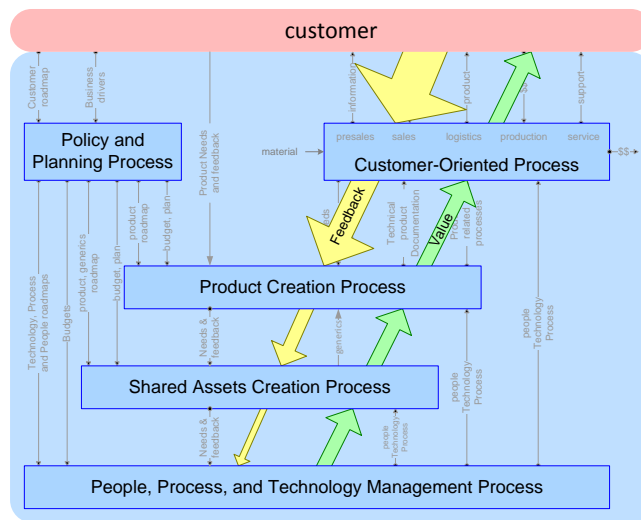 customer
Customer
roadmap
Business
drivers
Product Needs
and feedback
information
product
$$
support
Policy and
Planning Process
presales
sales
logistics
production
service
material
Customer-Oriented Process
$$
Feedback
Value
Technology, Process
and People roadmaps
Budgets
product, generics
roadmap
budget, plan
product
roadmap
budget, plan
Technical
product
Documentation
related
processes
people
Technology
Process
Product Creation Process
Needs &
feedback
generics
people
Technology
Process
Shared Assets Creation Process
Needs &
feedback
people
Technology
Process
People, Process, and Technology Management Process